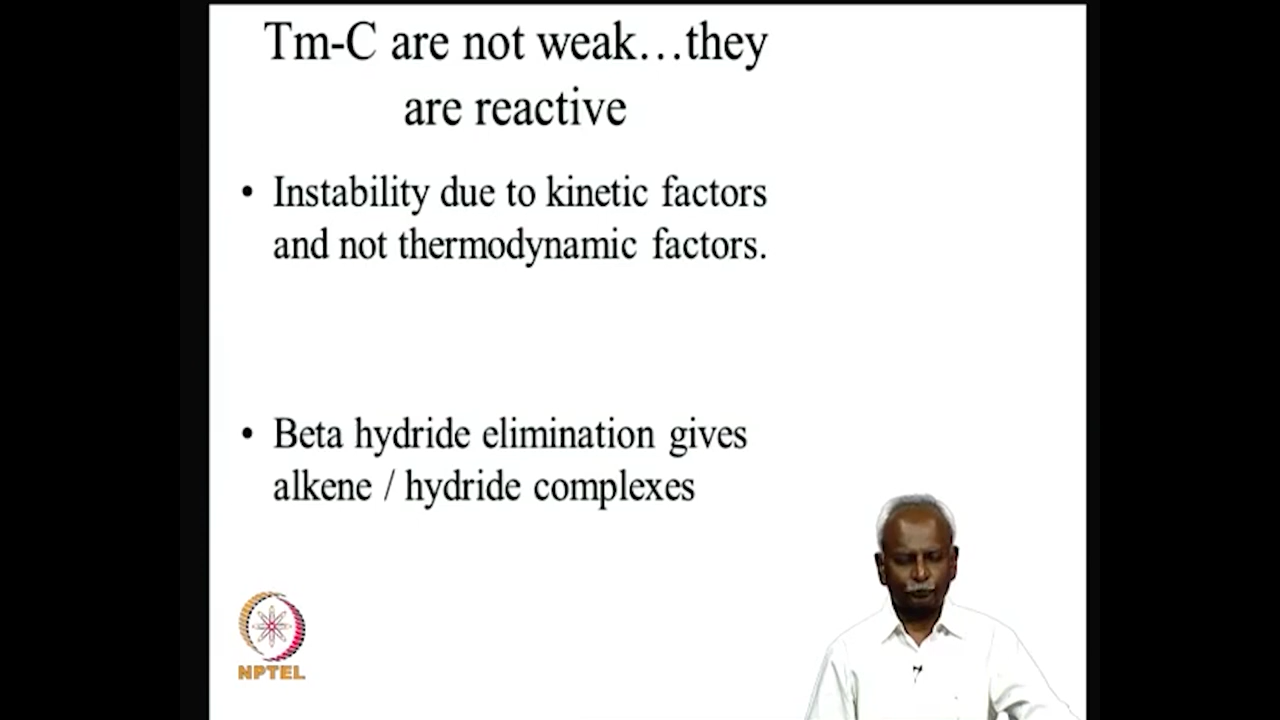 Tm-C are not weak…they
are reactive
• Instability due to kinetic factors
and not thermodynamic factors.
• Beta hydride elimination gives
alkene / hydride complexes
NPTEL